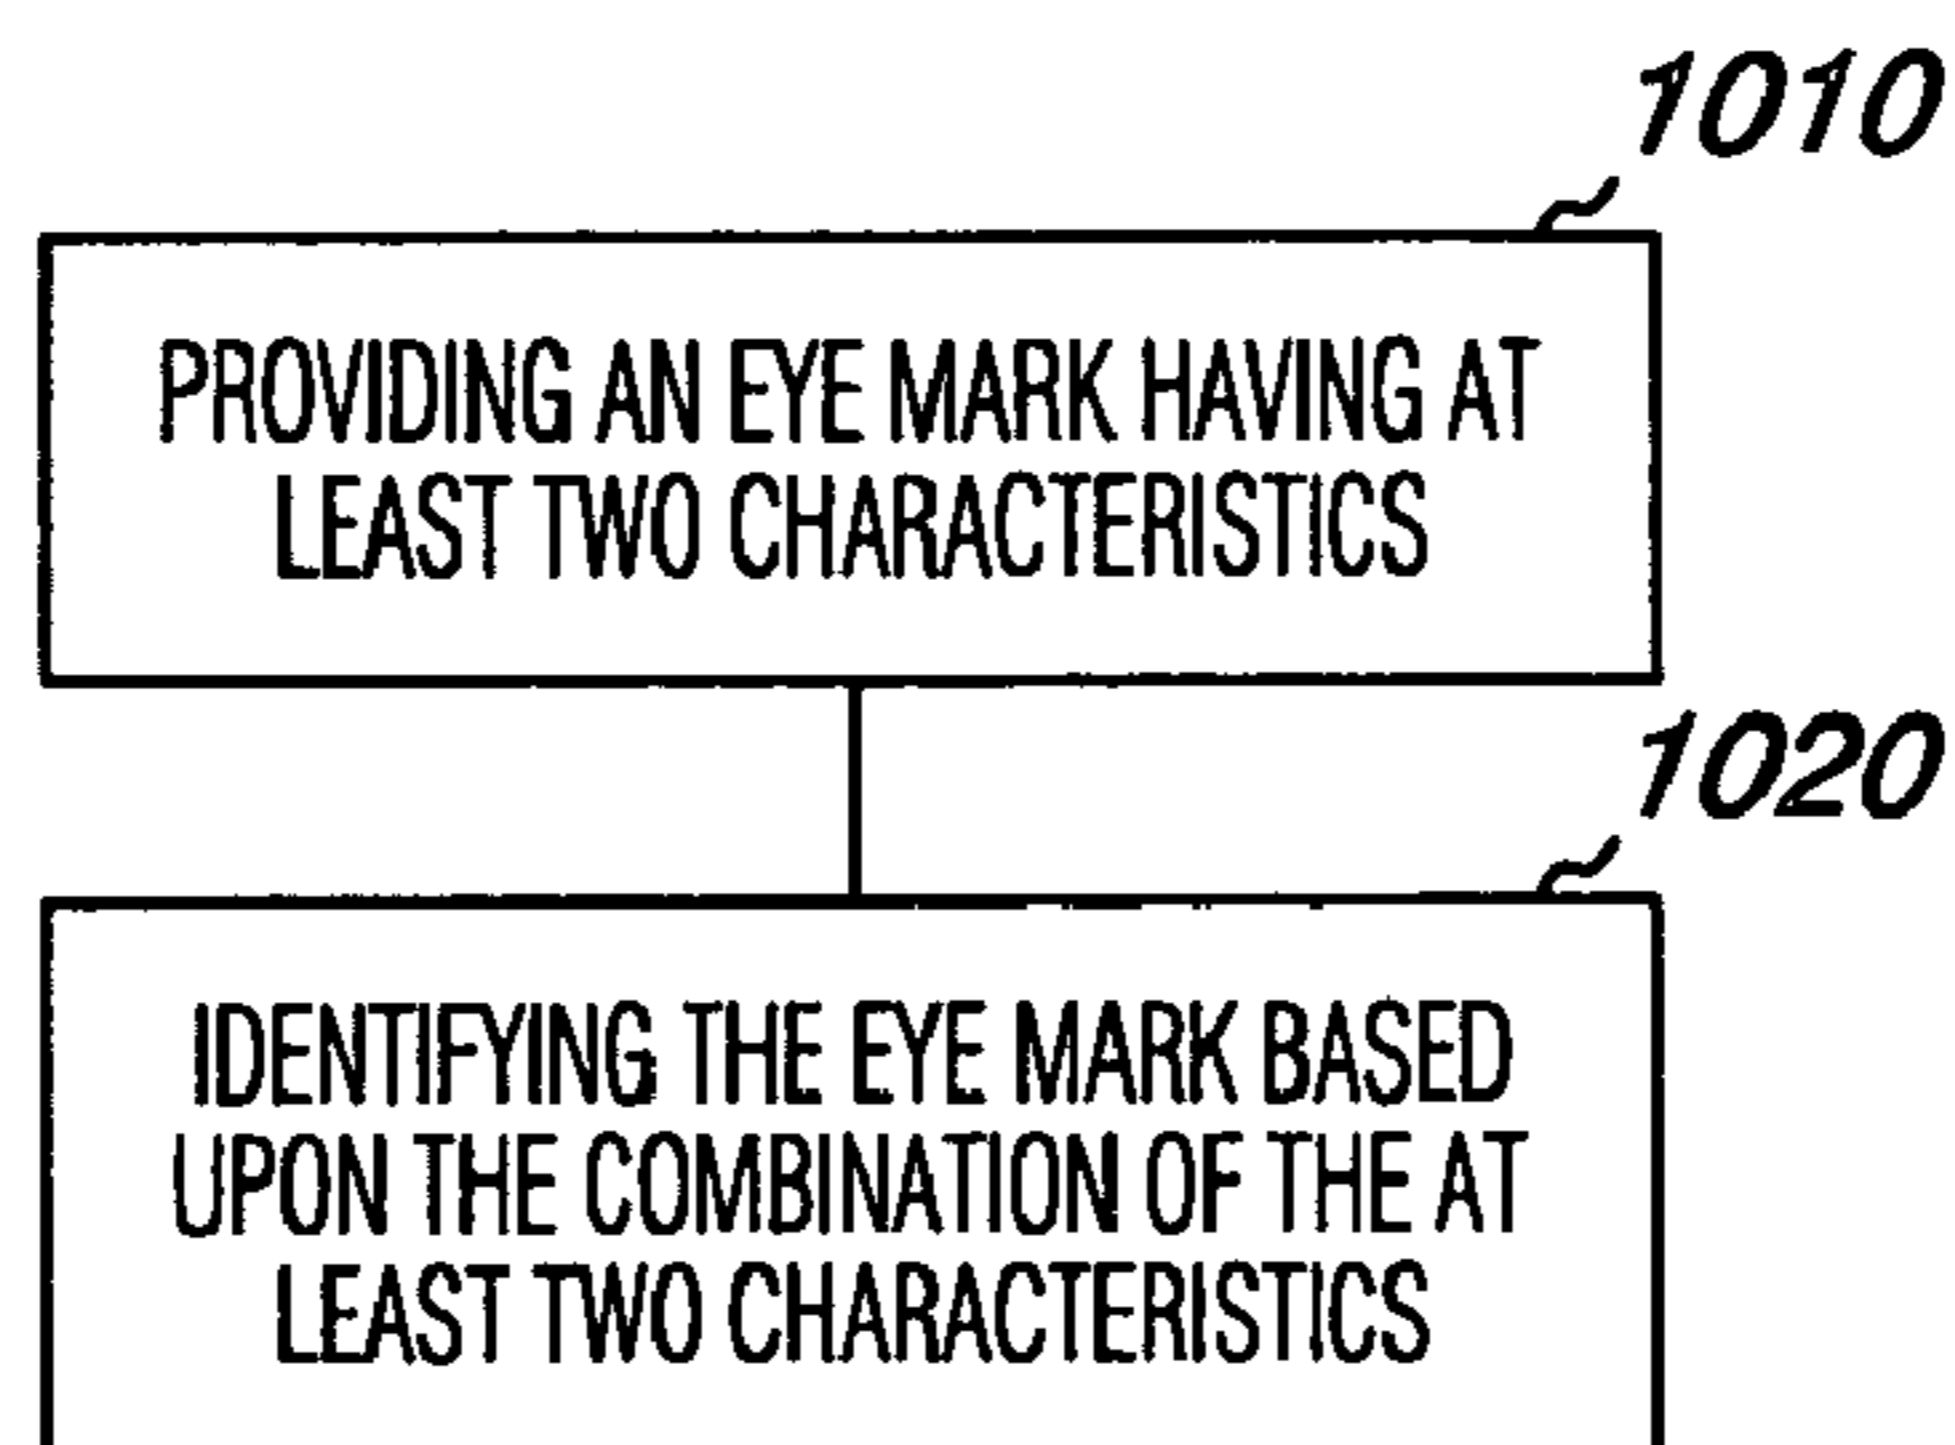 1010
PROVIDING AN EYE MARK HAVING AT
LEAST TWO CHARACTERISTICS
1020
IDENTIFYING THE EYE MARK BASED
UPON THE COMBINATION OF THE AT
LEAST TWO CHARACTERISTICS